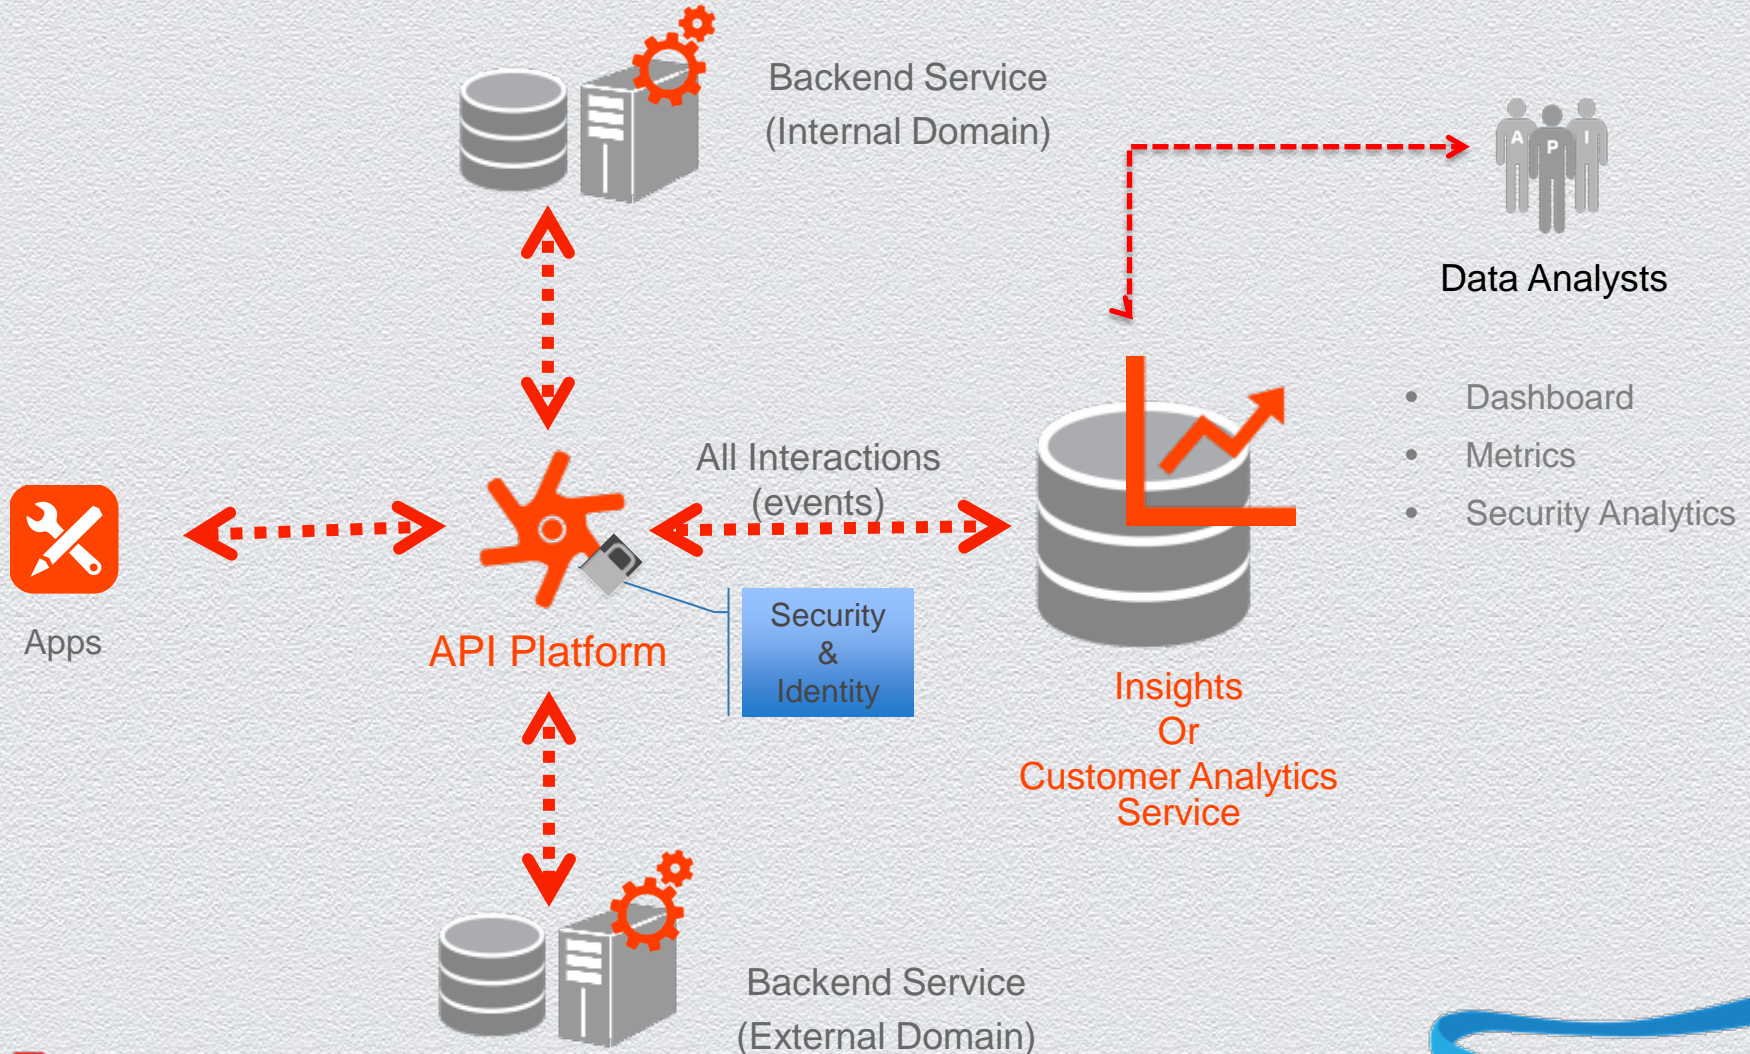 Backend Service
(Internal Domain)
A P I
Data Analysts
• Dashboard
• Metrics
• Security Analytics
All Interactions
(events)
Apps
API Platform
Security
&
Identity
Insights
Or
Customer Analytics
Service
Backend Service
(External Domain)